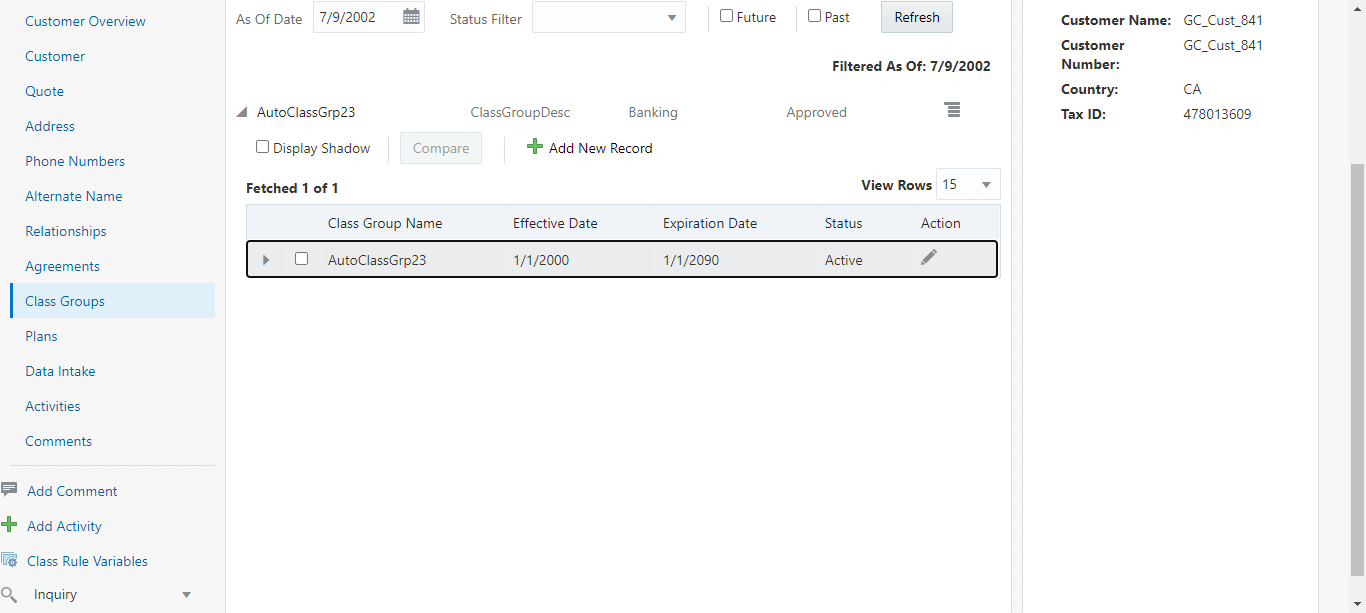 Customer Overview
Customer
Quote
Address
Phone Numbers
Alternate Name
Relationships
Agreements
Class Groups
Plans
Data Intake
Activities
Comments
Add Comment
Add Activity
Class Rule Variables
Inquiry
As Of Date 7/9/2002 Status Filter Future Past Refresh
Filtered As Of: 7/9/2002
AutoClassGrp23 ClassGroupDesc Banking Approved
Display Shadow Compare Add New Record
Fetched 1 of 1 View Rows 15
Class Group Name Effective Date Expiration Date Status Action
AutoClassGrp23 1/1/2000 1/1/2090 Active
Customer Name: GC_Cust_841
Customer GC_Cust_841
Number:
Country: CA
Tax ID: 478013609